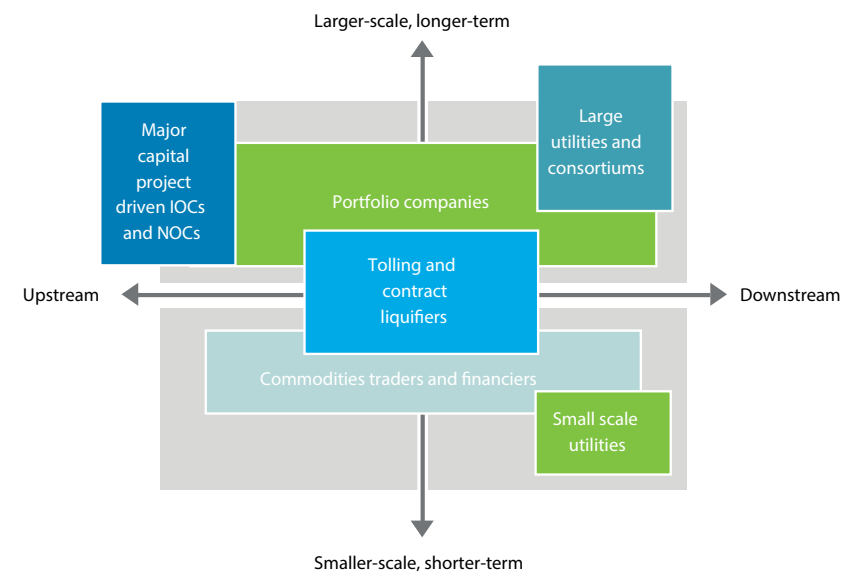 Larger-scale, longer-term
Major
capital
project
driven IOCs
and NOCs
Large
utilities and
consortiums
Portfolio companies
Tolling and
contract
liquifiers
Upstream
Downstream
Commodities traders and financiers
Small scale
utilities
Smaller-scale, shorter-term